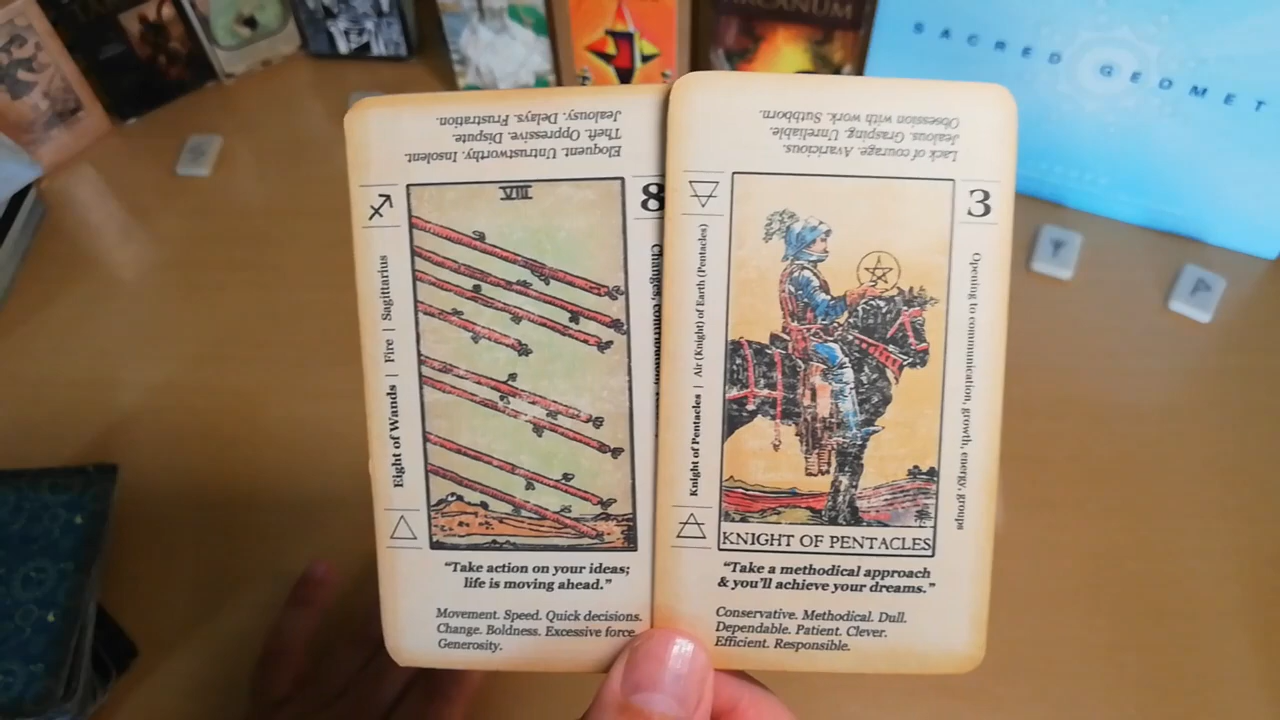 ARCANUM
SACRED GEOMET
Eloquent. Untrustworthy. Insolent.
Theft. Oppressive. Dispute.
Jealousy. Delays. Frustration.
VIII
8
Eight of Wands | Fire | Sagittarius
"Take action on your ideas;
life is moving ahead."
Movement. Speed. Quick decisions.
Change. Boldness. Excessive force.
Generosity.
Lack of courage. Avaricious.
Jealous. Grasping. Unreliable.
Obsession with work. Sutbborn.
3
Knight of Pentacles | Air (Knight) of Earth (Pentacles)
Opening to communication, growth, energy, groups
KNIGHT OF PENTACLES
"Take a methodical approach
& you'll achieve your dreams."
Conservative. Methodical. Dull.
Dependable. Patient. Clever.
Efficient. Responsible.